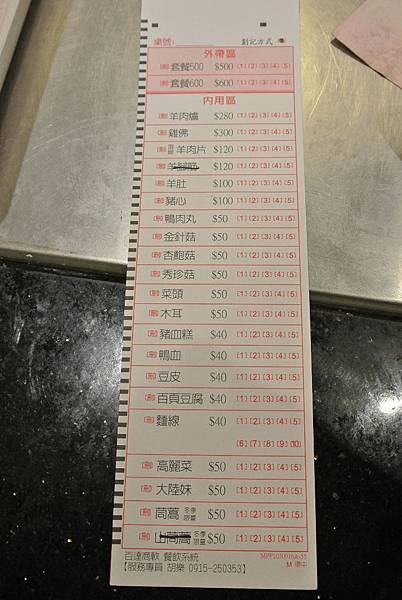 桌號: 劃記方式
外帶區
套餐500 $500 (1) (2) (3) (4) (5)
套餐600 $600 (1) (2) (3) (4) (5)
內用區
羊肉爐 $280 (1) (2) (3) (4) (5)
雞佛 $300 (1) (2) (3) (4) (5)
羊肉片 $120 (1) (2) (3) (4) (5)
$120 (1) (2) (3) (4) (5)
羊肚 $100 (1) (2) (3) (4) (5)
豬心 $100 (1) (2) (3) (4) (5)
鴨肉丸 $50 (1) (2) (3) (4) (5)
金針菇 $50 (1) (2) (3) (4) (5)
杏鮑菇 $50 (1) (2) (3) (4) (5)
秀珍菇 $50 (1) (2) (3) (4) (5)
菜頭 $50 (1) (2) (3) (4) (5)
木耳 $50 (1) (2) (3) (4) (5)
豬血糕 $40 (1) (2) (3) (4) (5)
鴨血 $40 (1) (2) (3) (4) (5)
豆皮 $40 (1) (2) (3) (4) (5)
百頁豆腐 $40 (1) (2) (3) (4) (5)
麵線 $40 (1) (2) (3) (4) (5)
(6) (7) (8) (9) (10)
高麗菜 $50 (1) (2) (3) (4) (5)
大陸妹 $50 (1) (2) (3) (4) (5)
茼蒿 冬季限量 $50 (1) (2) (3) (4) (5)
山茼蒿 冬季限量 $50 (1) (2) (3) (4) (5)
百達商軟 餐飲系統
【服務專員 胡樂 0915-250353】 M 環中